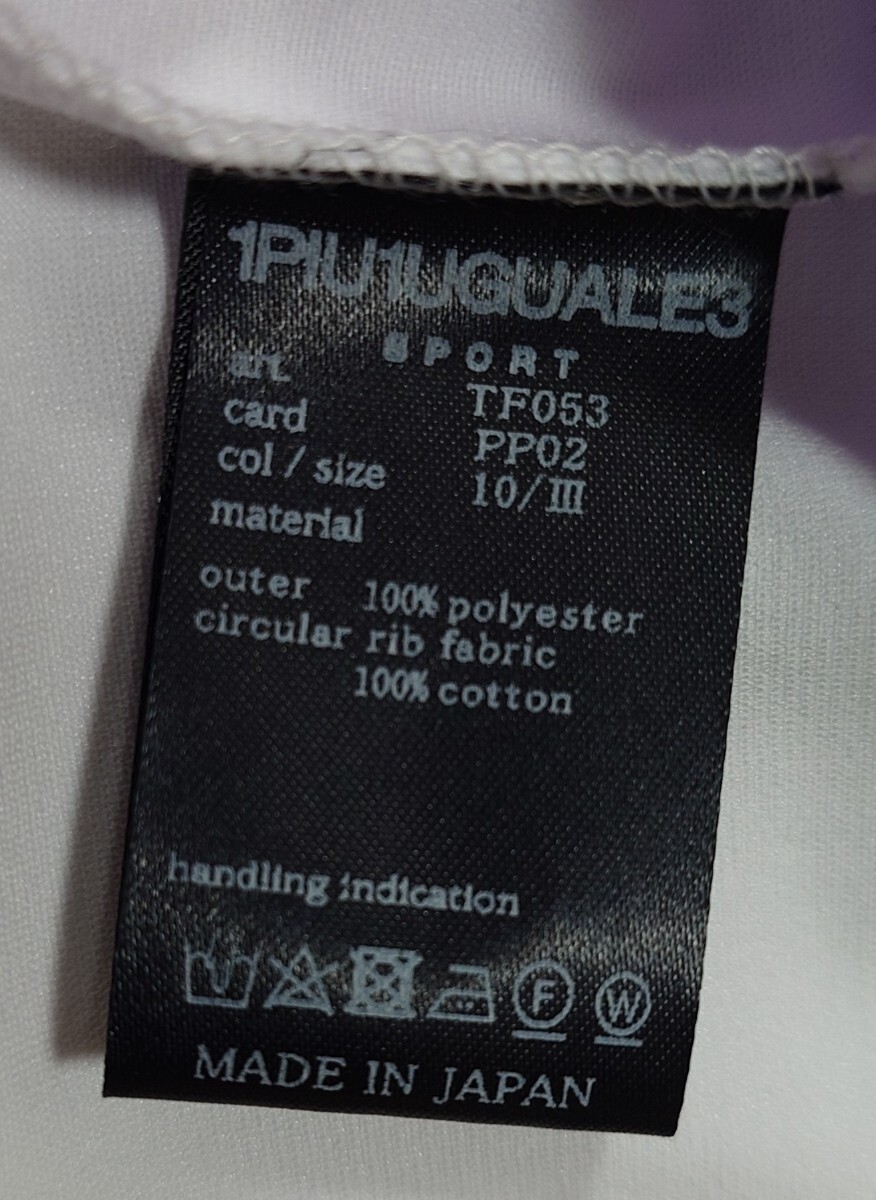 1PIU1UGUALE3
SPORT
art. TF053
card PP02
col / size 10/III
material
outer 100% polyester
circular rib fabric
100% cotton
handling indication
F W
MADE IN JAPAN